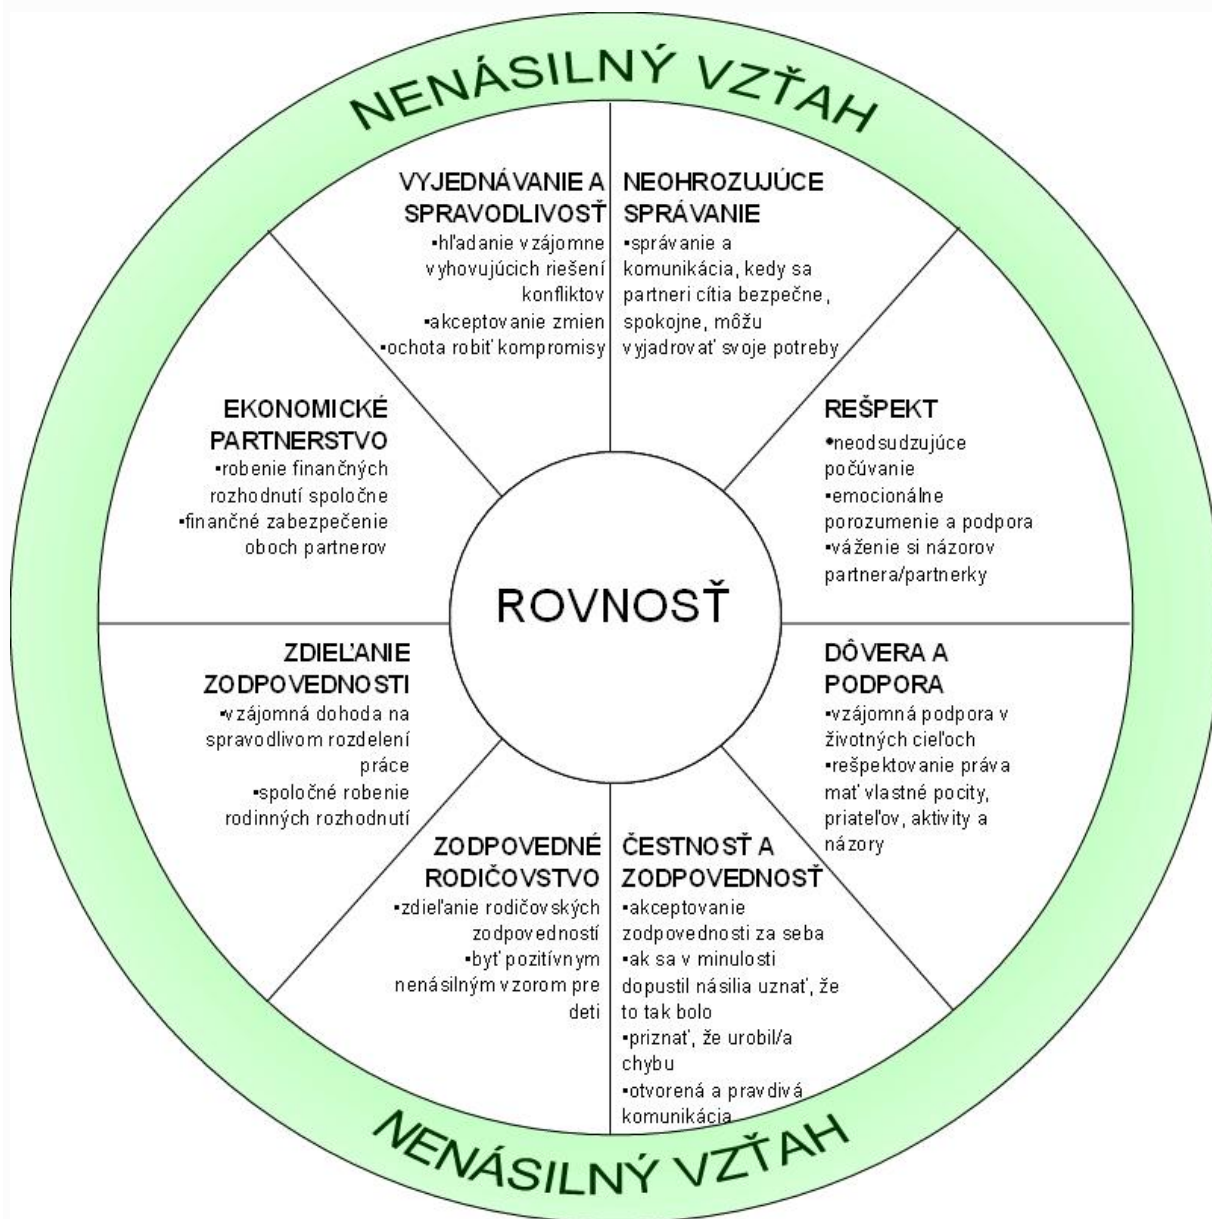 NENÁSILNÝ VZŤAH
VYJEDNÁVANIE A
SPRAVODLIVOSŤ
▪hľadanie vzájomne
vyhovujúcich riešení
konfliktov
▪akceptovanie zmien
▪ochota robiť kompromisy
NEOHROZUJÚCE
SPRÁVANIE
▪správanie a
komunikácia, kedy sa
partneri cítia bezpečne,
spokojne, môžu
vyjadrovať svoje potreby
EKONOMICKÉ
PARTNERSTVO
▪robenie finančných
rozhodnutí spoločne
▪finančné zabezpečenie
oboch partnerov
REŠPEKT
•neodsudzujúce
počúvanie
▪emocionálne
porozumenie a podpora
▪váženie si názorov
partnera/partnerky
ROVNOSŤ
ZDIEĽANIE
ZODPOVEDNOSTI
▪vzájomná dohoda na
spravodlivom rozdelení
práce
▪spoločné robenie
rodinných rozhodnutí
DÔVERA A
PODPORA
▪vzájomná podpora v
životných cieľoch
▪rešpektovanie práva
mať vlastné pocity,
priateľov, aktivity a
názory
ZODPOVEDNÉ
RODIČOVSTVO
▪zdieľanie rodičovských
zodpovedností
▪byť pozitívnym
nenásilným vzorom pre
deti
ČESTNOSŤ A
ZODPOVEDNOSŤ
▪akceptovanie
zodpovednosti za seba
▪ak sa v minulosti
dopustil násilia uznať, že
to tak bolo
▪priznať, že urobil/a
chybu
▪otvorená a pravdivá
komunikácia
NENÁSILNÝ VZŤAH